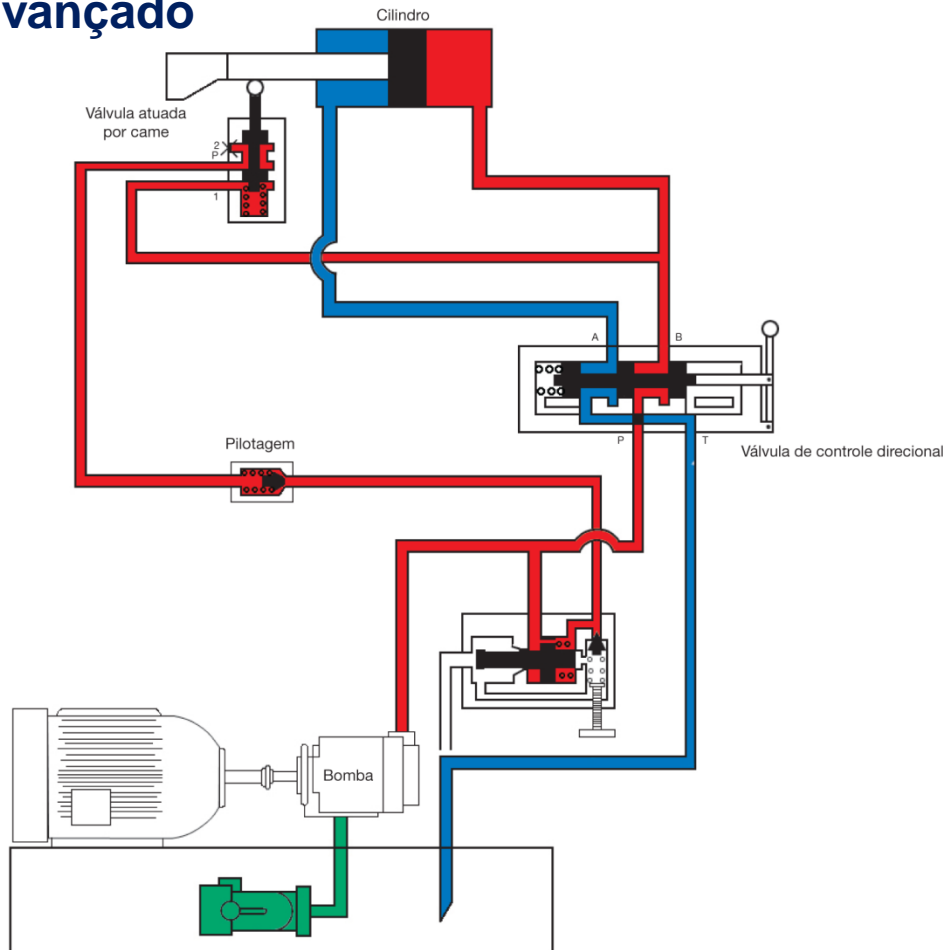 vançado
Cilindro
Válvula atuada
por came
2
P
1
A
B
P
T
Válvula de controle direcional
Pilotagem
Bomba